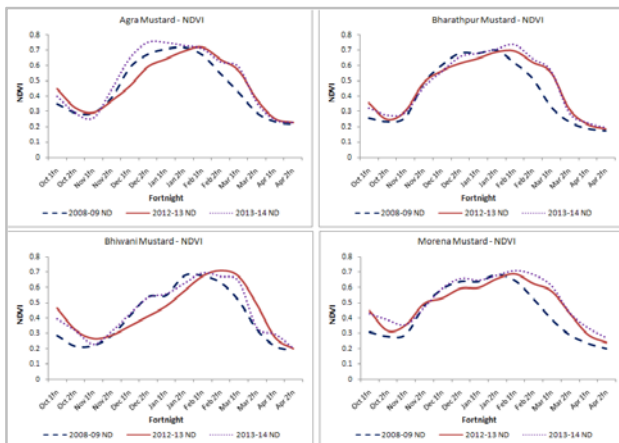 Agra Mustard - NDVI
NDVI
0.8
0.7
0.6
0.5
0.4
0.3
0.2
0.1
0
Oct 1fn
Oct 2fn
Nov 1fn
Nov 2fn
Dec 1fn
Dec 2fn
Jan 1fn
Jan 2fn
Feb 1fn
Feb 2fn
Mar 1fn
Mar 2fn
Apr 1fn
Apr 2fn
Fortnight
2008-09 ND 2012-13 ND 2013-14 ND
Bharathpur Mustard - NDVI
NDVI
0.8
0.7
0.6
0.5
0.4
0.3
0.2
0.1
0
Oct 1fn
Oct 2fn
Nov 1fn
Nov 2fn
Dec 1fn
Dec 2fn
Jan 1fn
Jan 2fn
Feb 1fn
Feb 2fn
Mar 1fn
Mar 2fn
Apr 1fn
Apr 2fn
Fortnight
2008-09 ND 2012-13 ND 2013-14 ND
Bhiwani Mustard - NDVI
NDVI
0.8
0.7
0.6
0.5
0.4
0.3
0.2
0.1
0
Oct 1fn
Oct 2fn
Nov 1fn
Nov 2fn
Dec 1fn
Dec 2fn
Jan 1fn
Jan 2fn
Feb 1fn
Feb 2fn
Mar 1fn
Mar 2fn
Apr 1fn
Apr 2fn
Fortnight
2008-09 ND 2012-13 ND 2013-14 ND
Morena Mustard - NDVI
NDVI
0.8
0.7
0.6
0.5
0.4
0.3
0.2
0.1
0
Oct 1fn
Oct 2fn
Nov 1fn
Nov 2fn
Dec 1fn
Dec 2fn
Jan 1fn
Jan 2fn
Feb 1fn
Feb 2fn
Mar 1fn
Mar 2fn
Apr 1fn
Apr 2fn
Fortnight
2008-09 ND 2012-13 ND 2013-14 ND